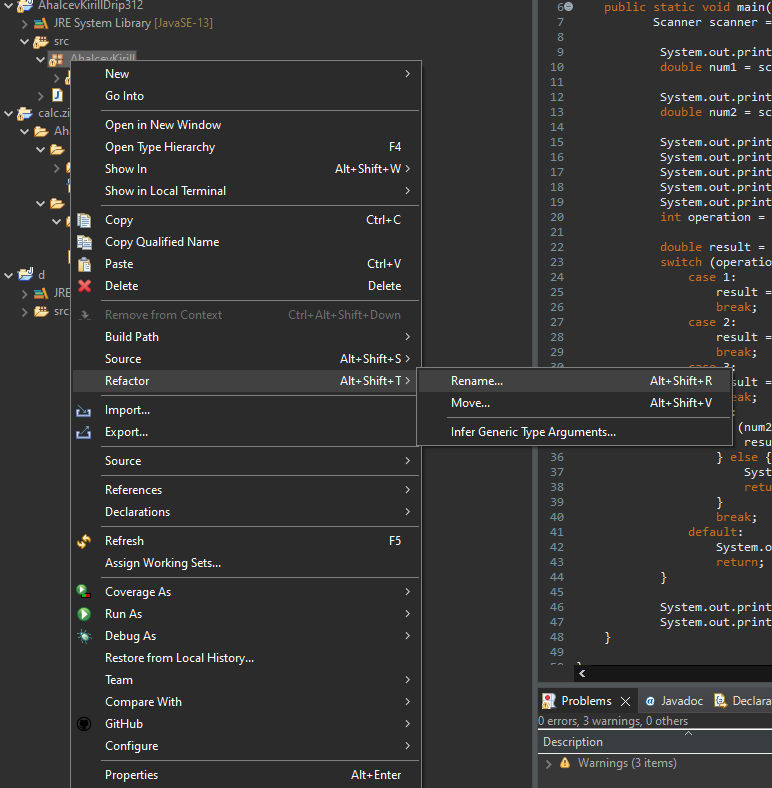 AhalcevKirillDrip312
JRE System Library [JavaSE-13]
src
AhalcevKirill
calc.zi
Ah
d
JRE
src
New
Go Into
Open in New Window
Open Type Hierarchy F4
Show In Alt+Shift+W
Show in Local Terminal
Copy Ctrl+C
Copy Qualified Name
Paste Ctrl+V
Delete Delete
Remove from Context Ctrl+Alt+Shift+Down
Build Path
Source Alt+Shift+S
Refactor Alt+Shift+T
Import...
Export...
Source
References
Declarations
Refresh F5
Assign Working Sets...
Coverage As
Run As
Debug As
Restore from Local History...
Team
Compare With
GitHub
Configure
Properties Alt+Enter
Rename... Alt+Shift+R
Move... Alt+Shift+V
Infer Generic Type Arguments...
6 public static void main(
7 Scanner scanner =
8
9 System.out.print
10 double num1 = sc
11
12 System.out.print
13 double num2 = sc
14
15 System.out.print
16 System.out.print
17 System.out.print
18 System.out.print
19 System.out.print
20 int operation =
21
22 double result =
23 switch (operatio
24 case 1:
25 result =
26 break;
27 case 2:
28 result =
29 break;
sult =
ak;
(num2
resu
36 } else {
37 Syst
38 retu
39 }
40 break;
41 default:
42 System.o
43 return;
44 }
45
46 System.out.print
47 System.out.print
48 }
49
Problems
Javadoc
Declara
0 errors, 3 warnings, 0 others
Description
Warnings (3 items)